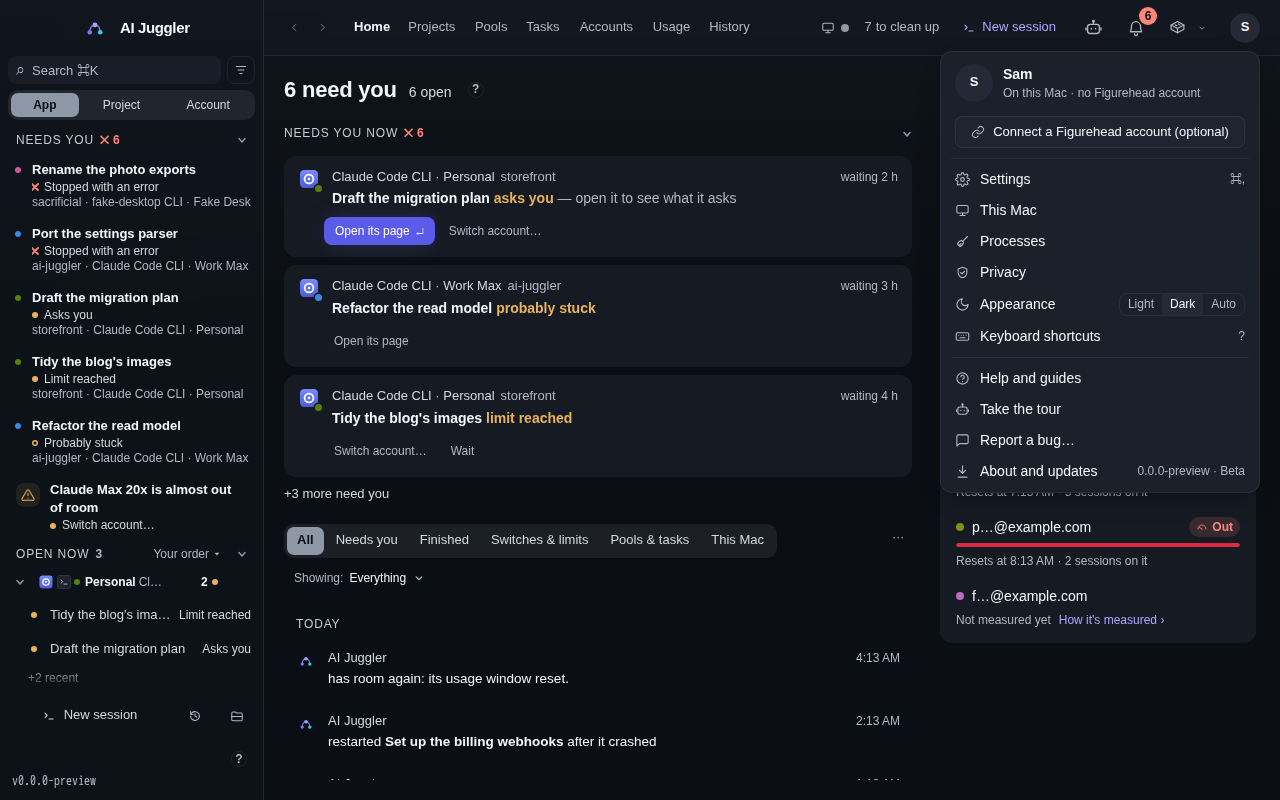 AI Juggler
Search ⌘K
App Project Account
NEEDS YOU 6
Rename the photo exports
Stopped with an error
sacrificial · fake-desktop CLI · Fake Desk
Port the settings parser
Stopped with an error
ai-juggler · Claude Code CLI · Work Max
Draft the migration plan
Asks you
storefront · Claude Code CLI · Personal
Tidy the blog's images
Limit reached
storefront · Claude Code CLI · Personal
Refactor the read model
Probably stuck
ai-juggler · Claude Code CLI · Work Max
Claude Max 20x is almost out
of room
Switch account…
OPEN NOW 3 Your order
Personal Cl… 2
Tidy the blog's ima… Limit reached
Draft the migration plan Asks you
+2 recent
New session
?
v0.0.0-preview
Home Projects Pools Tasks Accounts Usage History
7 to clean up
New session
6
S
6 need you 6 open ?
NEEDS YOU NOW 6
Claude Code CLI · Personal storefront waiting 2 h
Draft the migration plan asks you — open it to see what it asks
Open its page Switch account…
Claude Code CLI · Work Max ai-juggler waiting 3 h
Refactor the read model probably stuck
Open its page
Claude Code CLI · Personal storefront waiting 4 h
Tidy the blog's images limit reached
Switch account… Wait
+3 more need you
All Needs you Finished Switches & limits Pools & tasks This Mac ...
Showing: Everything
TODAY
AI Juggler 4:13 AM
has room again: its usage window reset.
AI Juggler 2:13 AM
restarted Set up the billing webhooks after it crashed
S
Sam
On this Mac · no Figurehead account
Connect a Figurehead account (optional)
Settings ⌘,
This Mac
Processes
Privacy
Appearance Light Dark Auto
Keyboard shortcuts ?
Help and guides
Take the tour
Report a bug…
About and updates 0.0.0-preview · Beta
p…@example.com Out
Resets at 8:13 AM · 2 sessions on it
f…@example.com
Not measured yet How it's measured ›